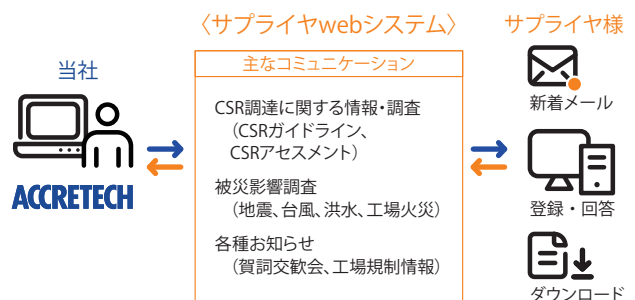 〈サプライヤwebシステム〉
サプライヤ様
当社
ACCRETECH
主なコミュニケーション
CSR調達に関する情報・調査
（CSRガイドライン、
CSRアセスメント）
被災影響調査
（地震、台風、洪水、工場火災）
各種お知らせ
（賀詞交歓会、工場規制情報）
新着メール
登録・回答
ダウンロード